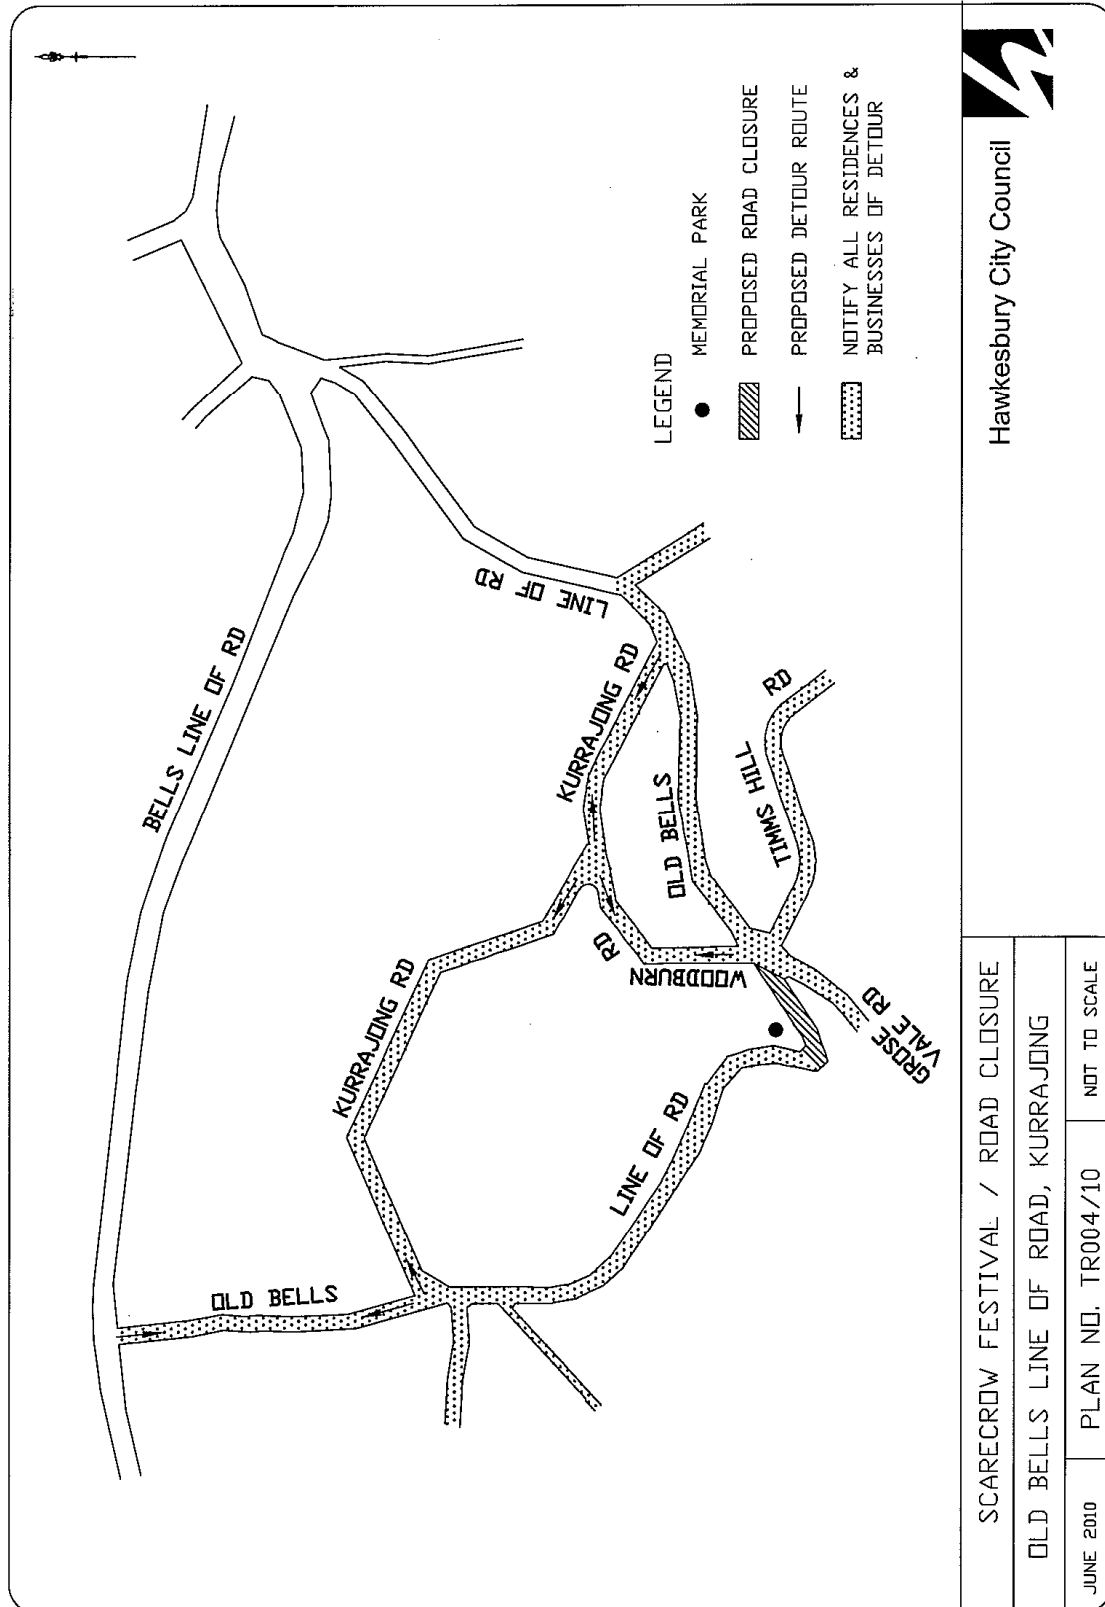 BELLS LINE OF RD
LINE OF RD
KURRAJONG RD
OLD BELLS
TIMMS HILL
RD
WOODBURN
RD
GROSE
VALE RD
KURRAJONG RD
LINE OF RD
OLD BELLS
LEGEND
MEMORIAL PARK
PROPOSED ROAD CLOSURE
PROPOSED DETOUR ROUTE
NOTIFY ALL RESIDENCES &
BUSINESSES OF DETOUR
SCARECROW FESTIVAL / ROAD CLOSURE
OLD BELLS LINE OF ROAD, KURRAJONG
JUNE 2010
PLAN NO. TR004/10
NOT TO SCALE
Hawkesbury City Council